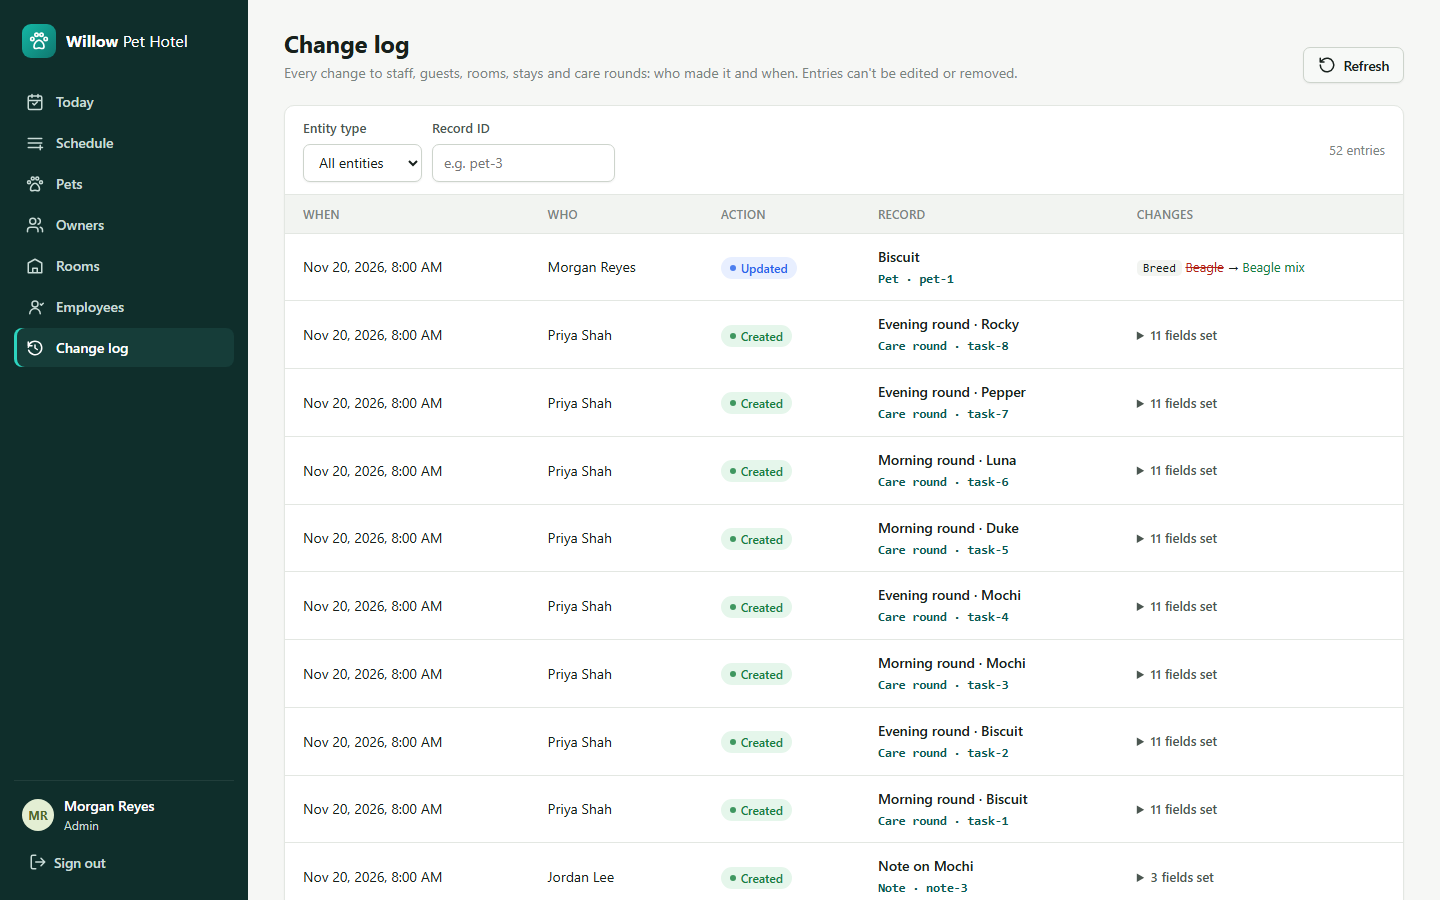 Willow Pet Hotel
Today
Schedule
Pets
Owners
Rooms
Employees
Change log
MR
Morgan Reyes
Admin
Sign out
Change log
Every change to staff, guests, rooms, stays and care rounds: who made it and when. Entries can't be edited or removed.
Refresh
Entity type
Record ID
All entities
e.g. pet-3
52 entries
WHEN WHO ACTION RECORD CHANGES
Nov 20, 2026, 8:00 AM Morgan Reyes Updated Biscuit Breed Beagle → Beagle mix
Pet · pet-1
Nov 20, 2026, 8:00 AM Priya Shah Created Evening round · Rocky 11 fields set
Care round · task-8
Nov 20, 2026, 8:00 AM Priya Shah Created Evening round · Pepper 11 fields set
Care round · task-7
Nov 20, 2026, 8:00 AM Priya Shah Created Morning round · Luna 11 fields set
Care round · task-6
Nov 20, 2026, 8:00 AM Priya Shah Created Morning round · Duke 11 fields set
Care round · task-5
Nov 20, 2026, 8:00 AM Priya Shah Created Evening round · Mochi 11 fields set
Care round · task-4
Nov 20, 2026, 8:00 AM Priya Shah Created Morning round · Mochi 11 fields set
Care round · task-3
Nov 20, 2026, 8:00 AM Priya Shah Created Evening round · Biscuit 11 fields set
Care round · task-2
Nov 20, 2026, 8:00 AM Priya Shah Created Morning round · Biscuit 11 fields set
Care round · task-1
Nov 20, 2026, 8:00 AM Jordan Lee Created Note on Mochi 3 fields set
Note · note-3